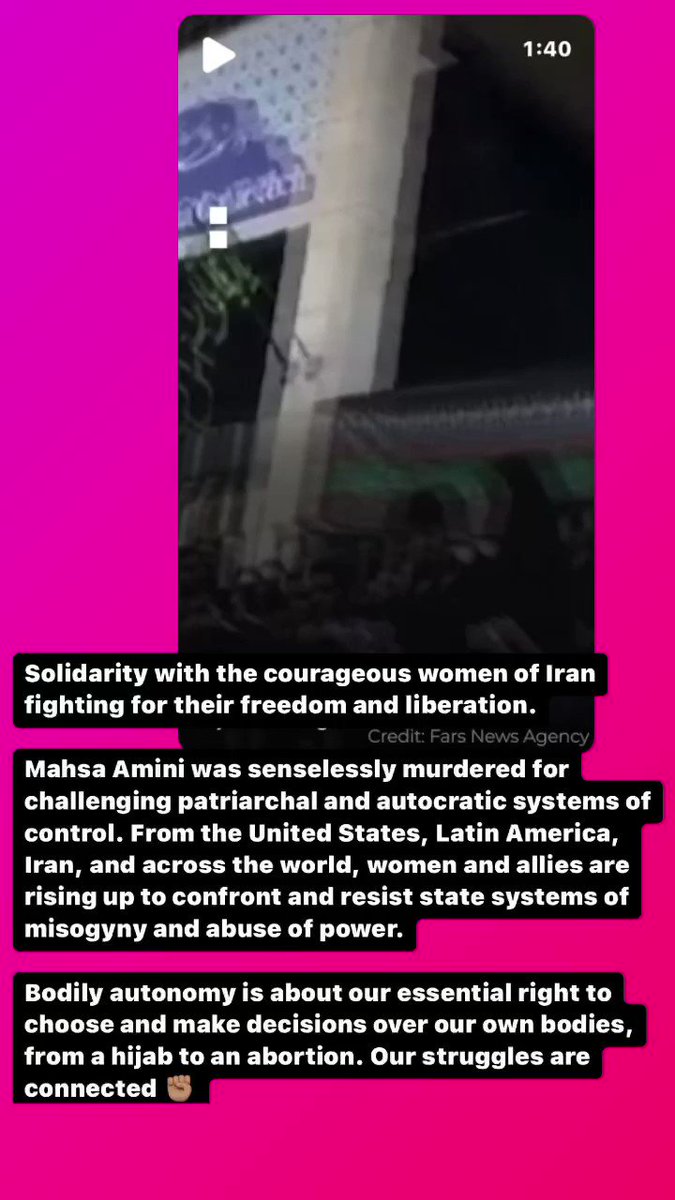 1:40
Solidarity with the courageous women of Iran
fighting for their freedom and liberation.
Credit: Fars News Agency
Mahsa Amini was senselessly murdered for
challenging patriarchal and autocratic systems of
control. From the United States, Latin America,
Iran, and across the world, women and allies are
rising up to confront and resist state systems of
misogyny and abuse of power.
Bodily autonomy is about our essential right to
choose and make decisions over our own bodies,
from a hijab to an abortion. Our struggles are
connected ✊🏽